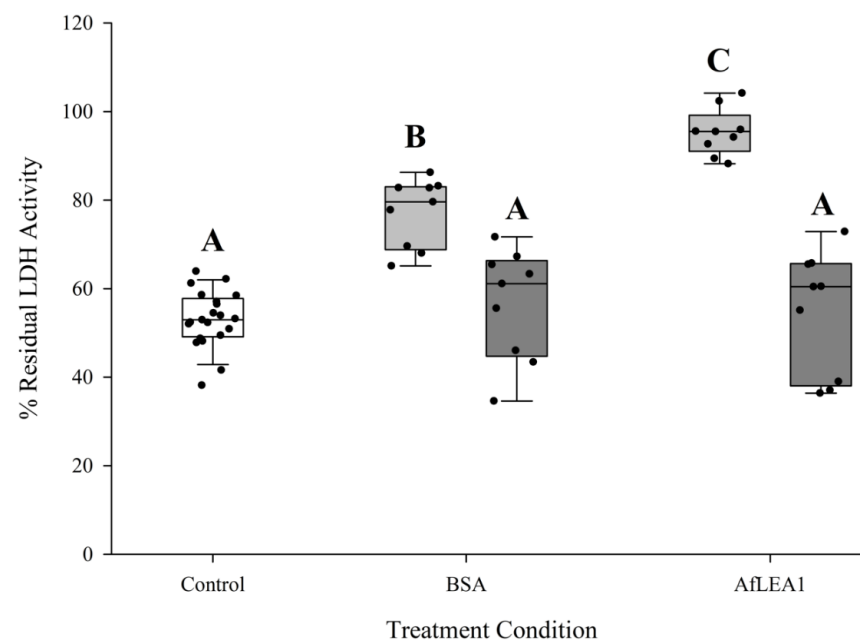 120
C
100
B
80
A
A
A
60
40
20
0
% Residual LDH Activity
Control
BSA
AfLEA1
Treatment Condition